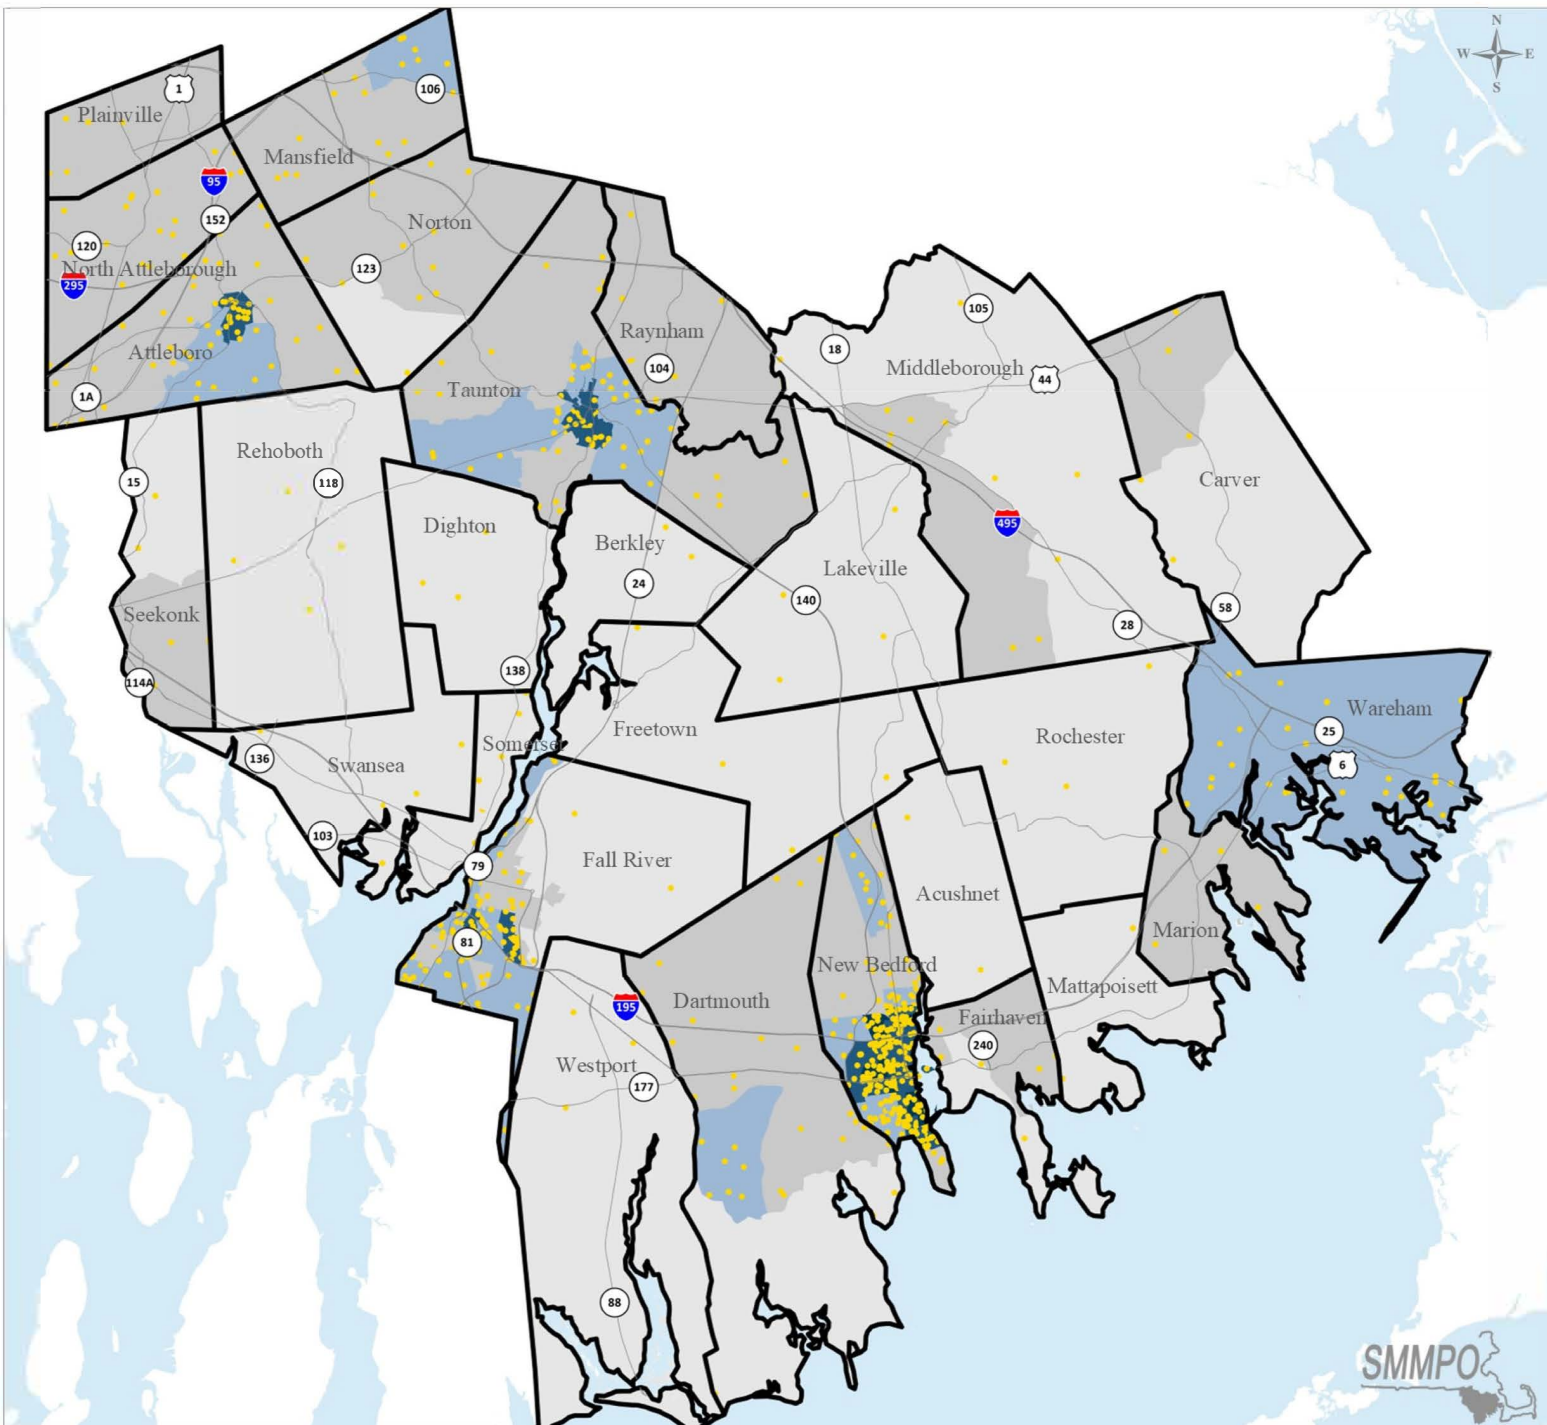 N
W E
S
1
Plainville
106
Mansfield
95
152
Norton
120
123
North Attleborough
295
105
Raynham
18
Attleboro
104
Middleborough
44
Taunton
1A
Rehoboth
Carver
15
118
495
Dighton
Berkley
Lakeville
24
140
58
Seekonk
28
138
114A
Wareham
Freetown
25
Rochester
Somerset
136
Swansea
6
103
79
Fall River
Acushnet
81
Marion
New Bedford
Mattapoisett
Dartmouth
195
Fairhaven
240
Westport
177
88
SMMPO